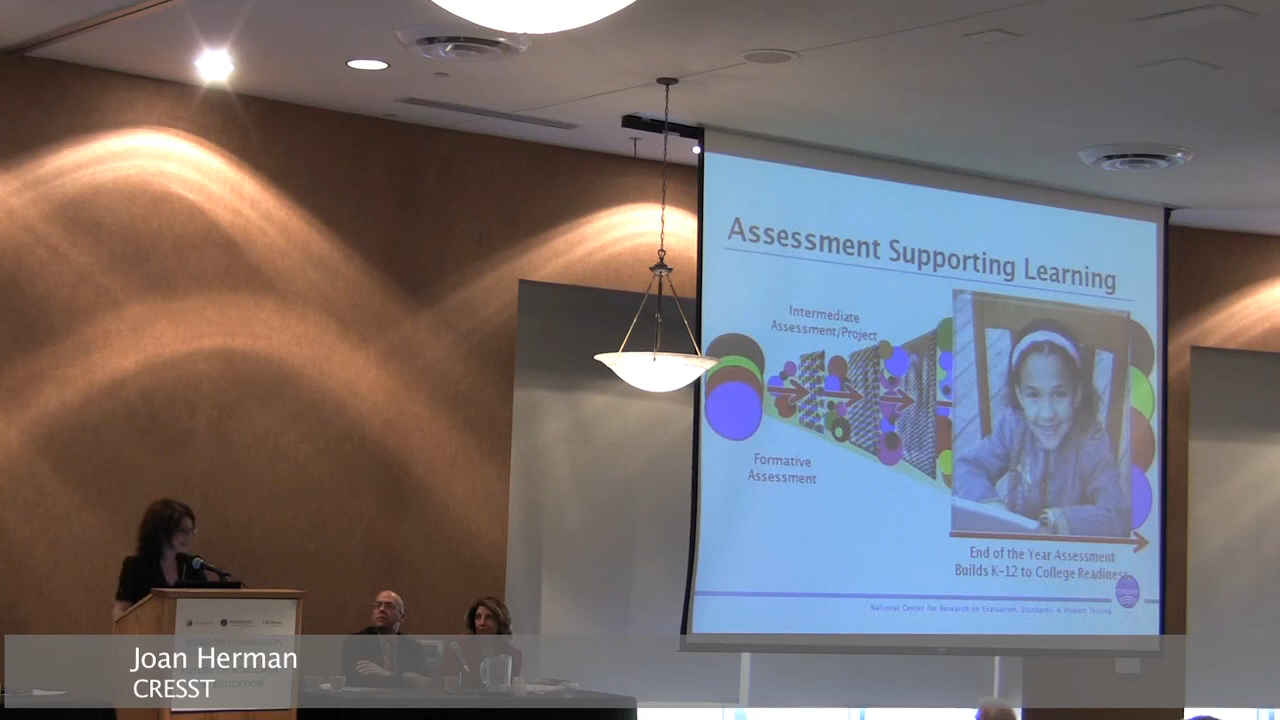 Assessment Supporting Learning
Intermediate
Assessment/Project
Formative
Assessment
End of the Year Assessment
Builds K-12 to College Readiness
National Center for Research on Evaluation, Standards, & Student Testing
Joan Herman
CRESST